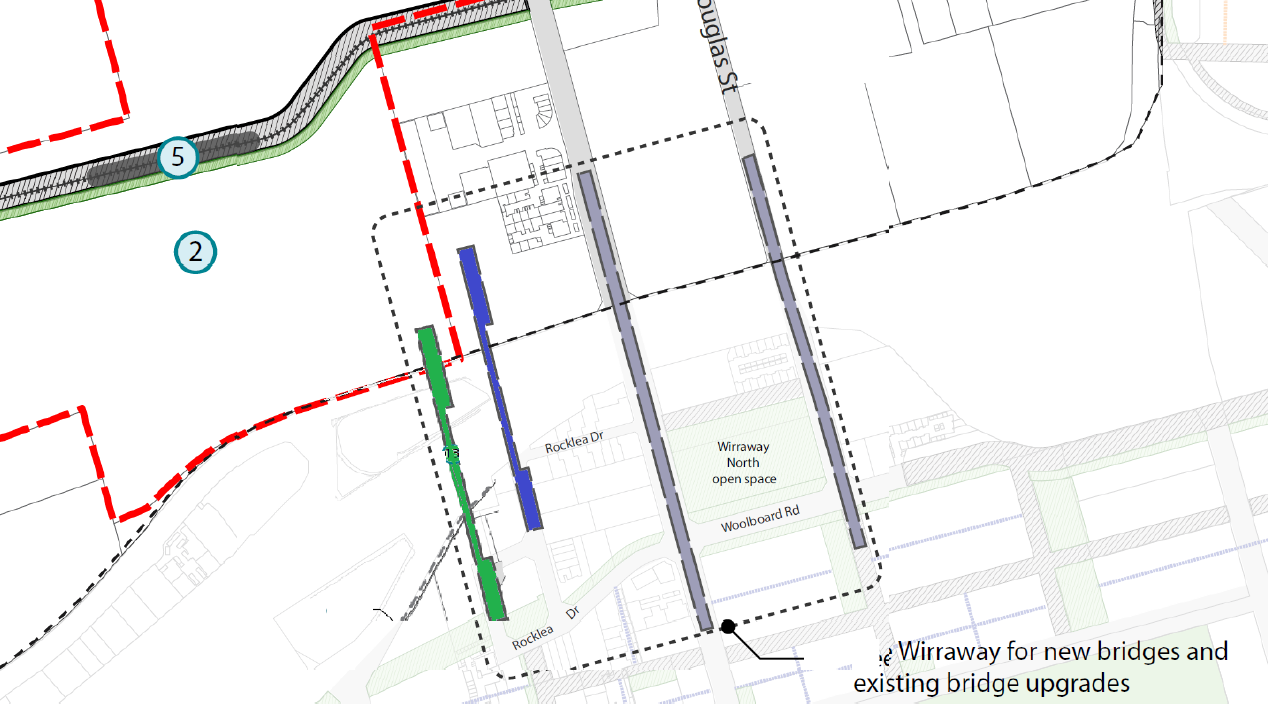 ouglas St
5
2
Rocklea Dr
Wirraway
North
open space
Woolboard Rd
Rocklea Dr
Wirraway for new bridges and
existing bridge upgrades